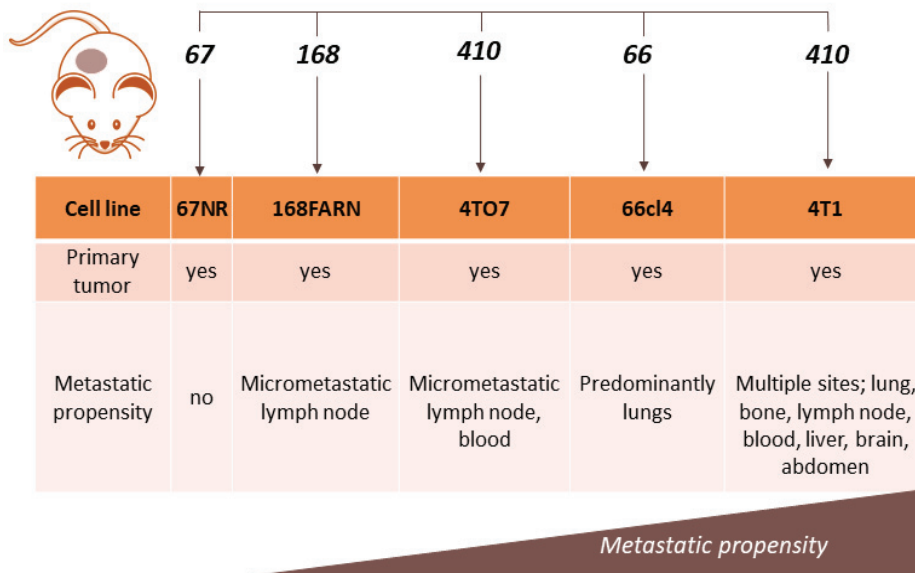 67 168 410 66 410
Cell line 67NR 168FARN 4TO7 66cl4 4T1
Primary
tumor
yes yes yes yes yes
Metastatic
propensity
no
Micrometastatic
lymph node
Micrometastatic
lymph node,
blood
Predominantly
lungs
Multiple sites; lung,
bone, lymph node,
blood, liver, brain,
abdomen
Metastatic propensity